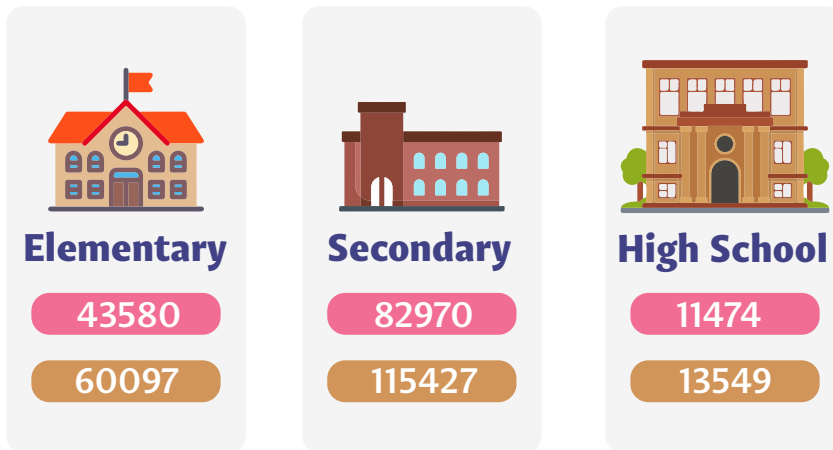 Elementary
43580
60097
Secondary
82970
115427
High School
11474
13549